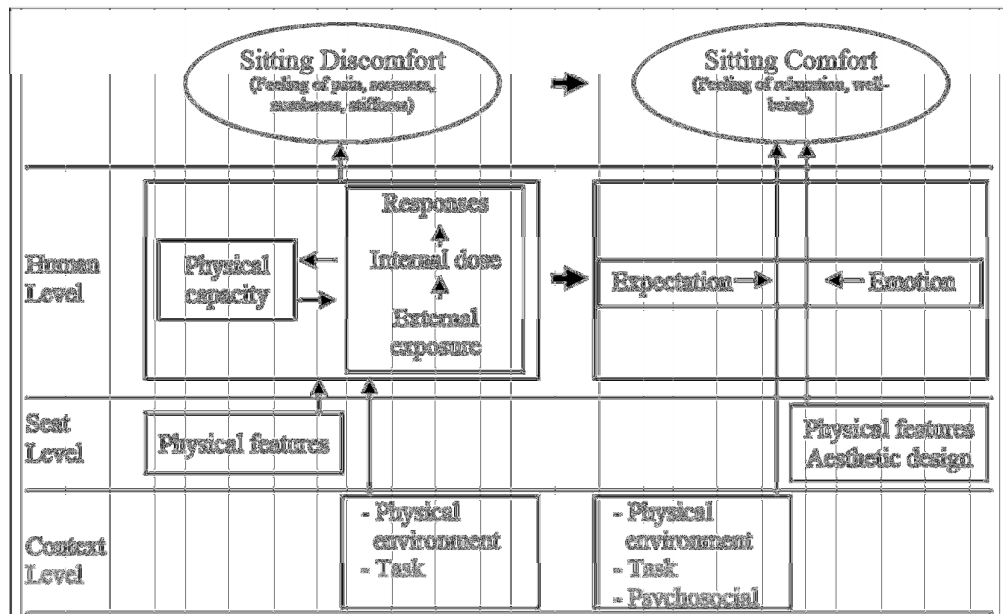 Sitting Discomfort
(Feeling of pain, soreness,
numbness, stiffness)
Sitting Comfort
(Feeling of relaxation, well-
being)
Human
Level
Physical
capacity
Responses
Internal dose
External
exposure
Expectation
Emotion
Seat
Level
Physical features
Physical features
Aesthetic design
Context
Level
- Physical
environment
- Task
- Physical
environment
- Task
- Psychosocial